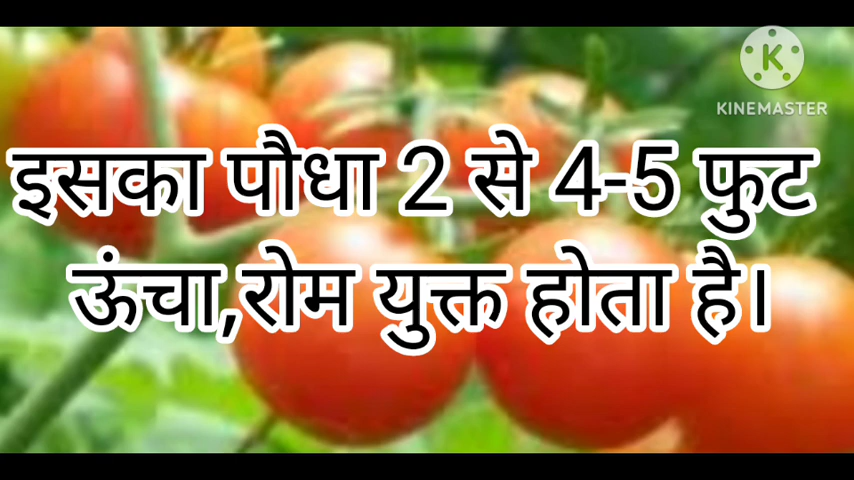 KINEMASTER
इसका पौधा 2 से 4-5 फुट
ऊंचा,रोम युक्त होता है।